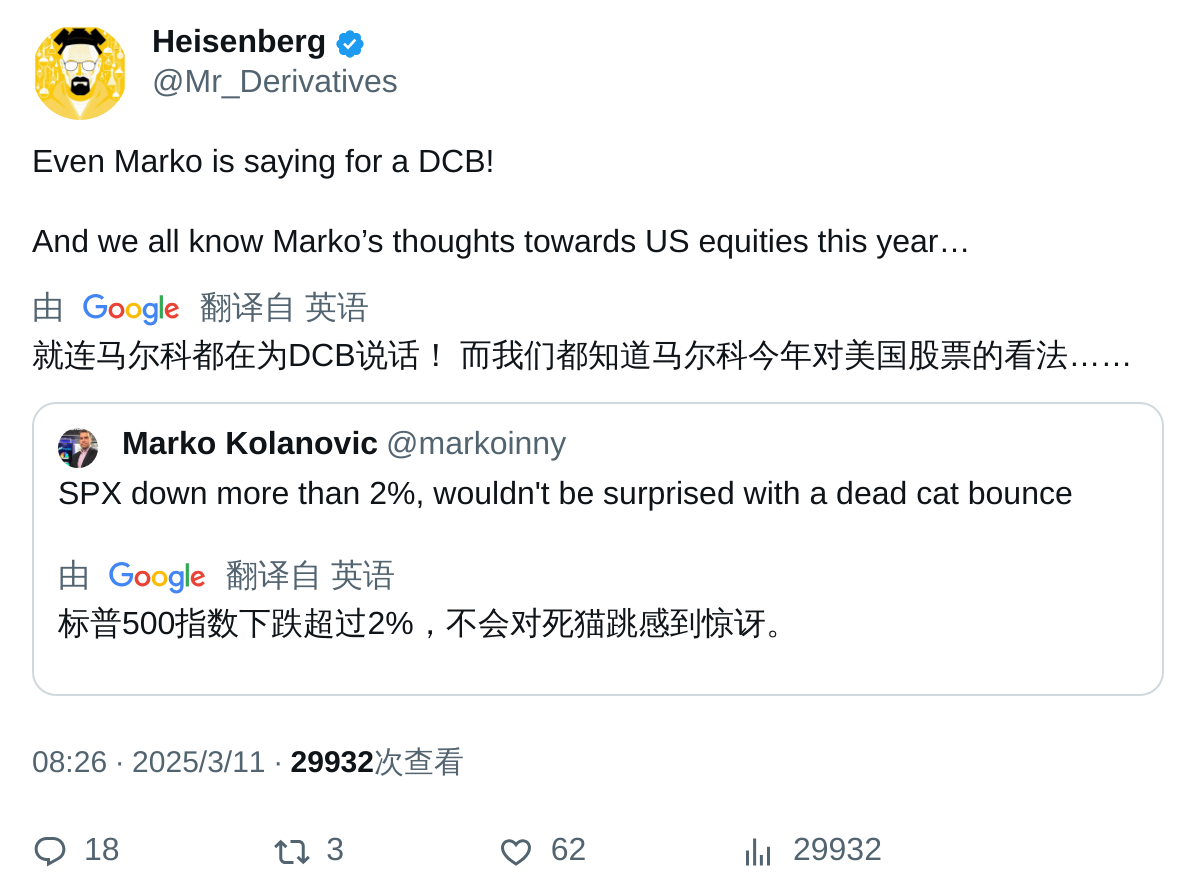 Heisenberg
@Mr_Derivatives
Even Marko is saying for a DCB!
And we all know Marko’s thoughts towards US equities this year…
由 Google 翻译自 英语
就连马尔科都在为DCB说话！ 而我们都知道马尔科今年对美国股票的看法……
Marko Kolanovic @markoinny
SPX down more than 2%, wouldn't be surprised with a dead cat bounce
由 Google 翻译自 英语
标普500指数下跌超过2%，不会对死猫跳感到惊讶。
08:26 · 2025/3/11 · 29932次查看
18 3 62 29932